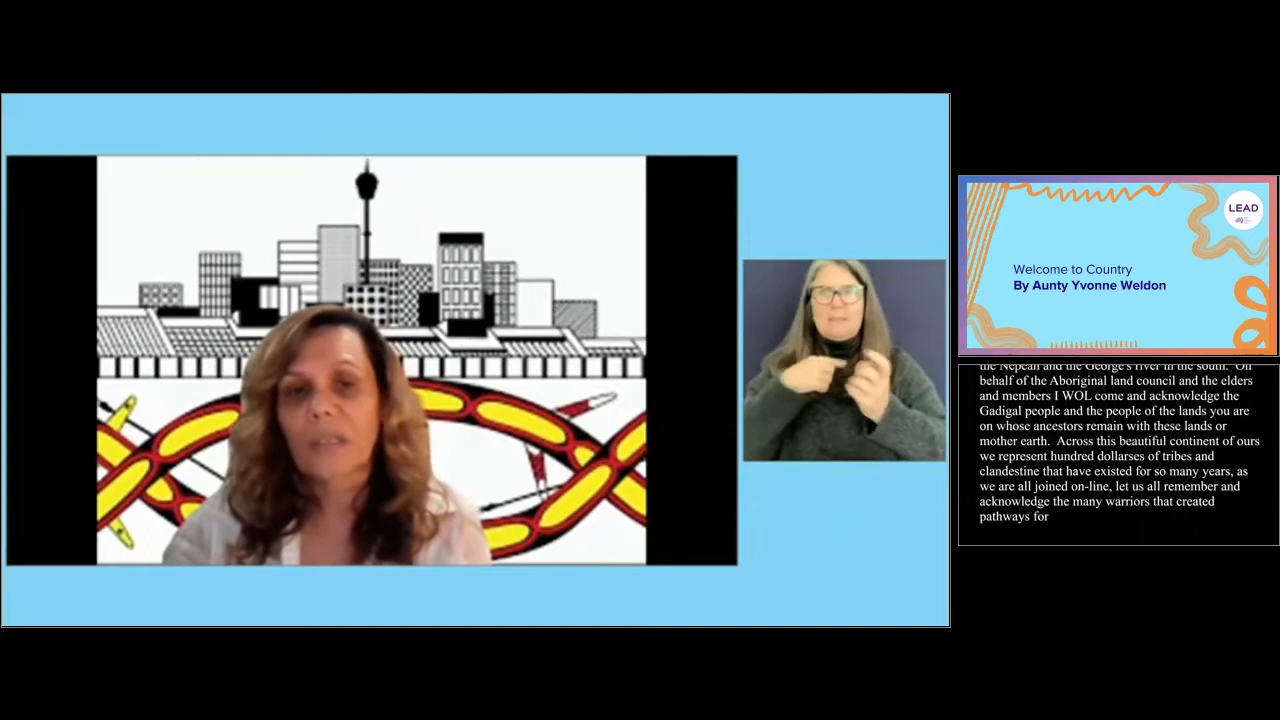 LEAD
Welcome to Country
By Aunty Yvonne Weldon
the Nepean and the George's river in the south. On
behalf of the Aboriginal land council and the elders
and members I WOL come and acknowledge the
Gadigal people and the people of the lands you are
on whose ancestors remain with these lands or
mother earth. Across this beautiful continent of ours
we represent hundred dollarses of tribes and
clandestine that have existed for so many years, as
we are all joined on-line, let us all remember and
acknowledge the many warriors that created
pathways for